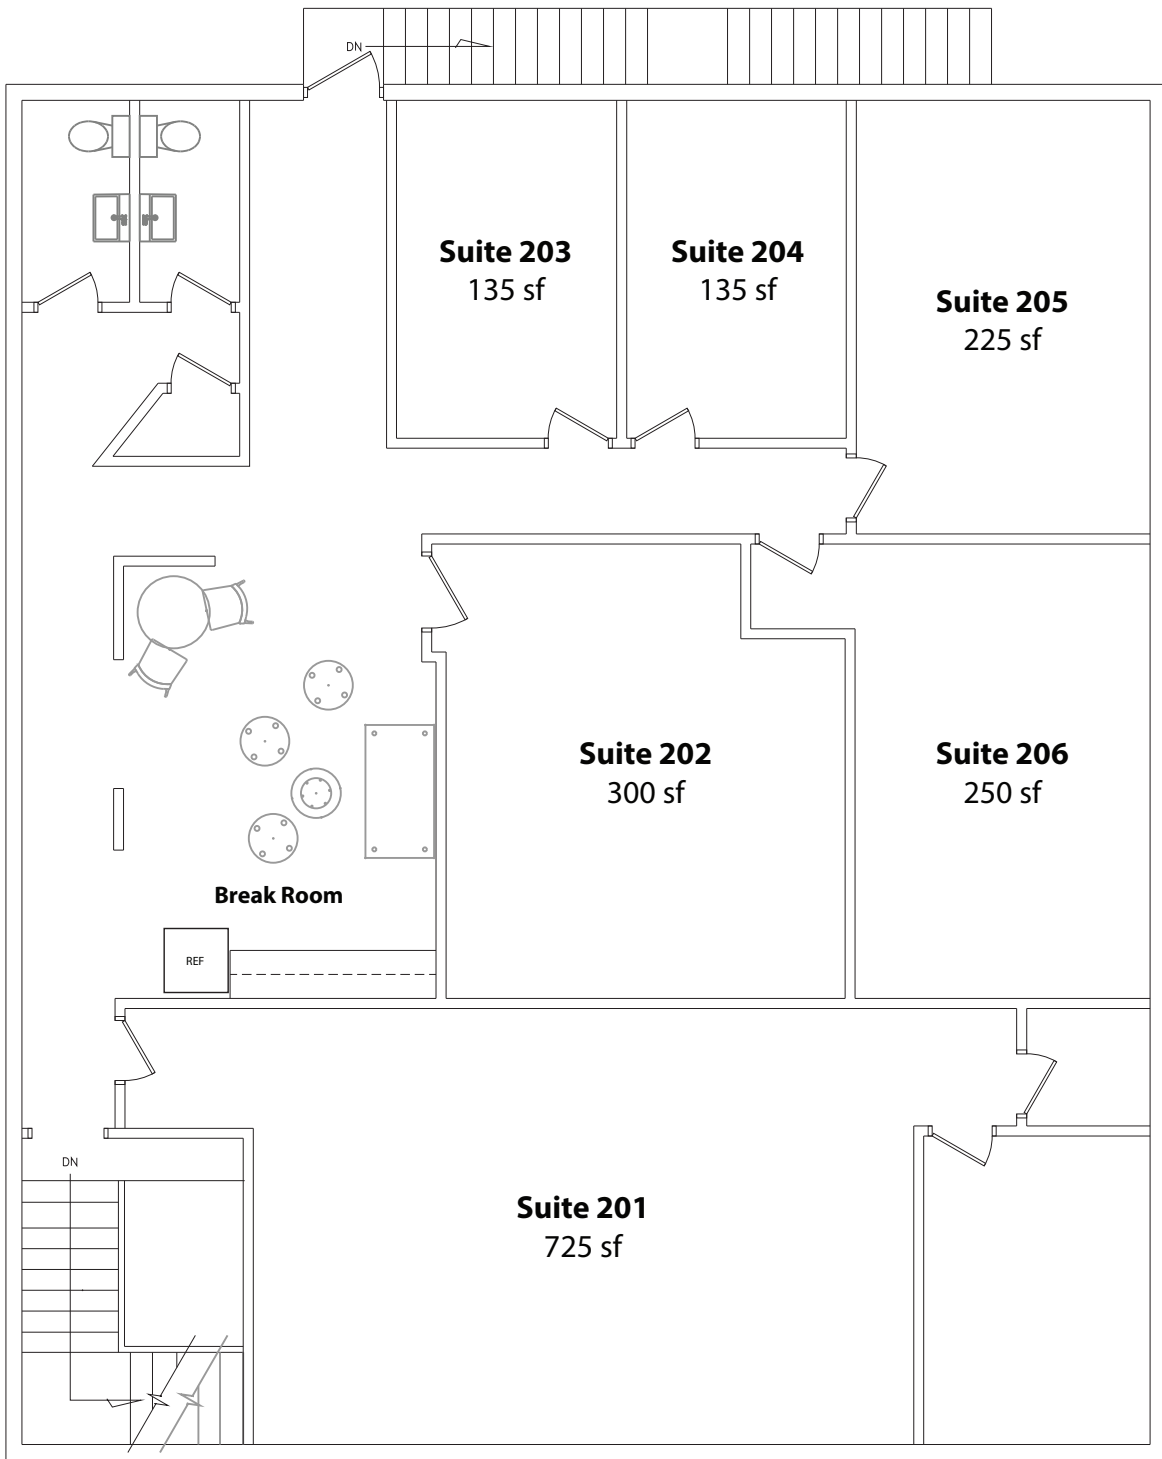 DN
Suite 203
135 sf
Suite 204
135 sf
Suite 205
225 sf
Suite 202
300 sf
Suite 206
250 sf
Break Room
REF
DN
Suite 201
725 sf